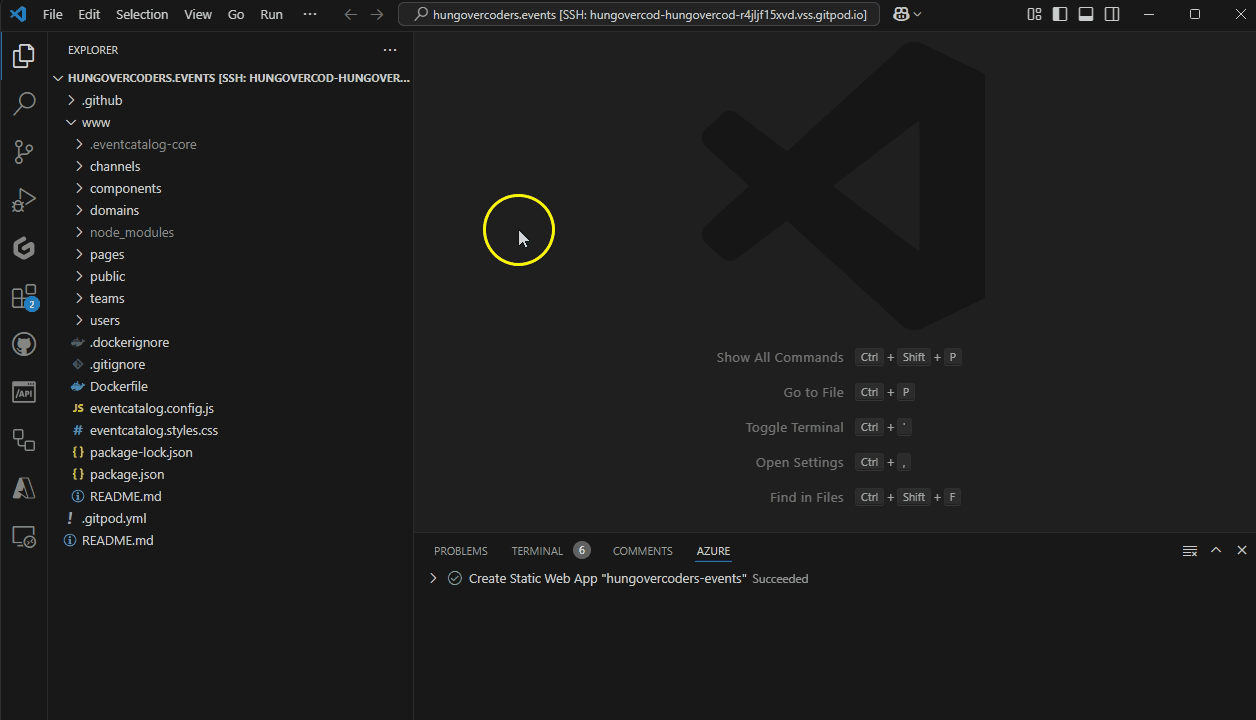 File Edit Selection View Go Run ··· hungovercoders.events [SSH: hungovercod-hungovercod-r4jljf15xvd.vss.gitpod.io]
EXPLORER ···
HUNGOVERCODERS.EVENTS [SSH: HUNGOVERCOD-HUNGOVER...
.github
www
.eventcatalog-core
channels
components
domains
node_modules
pages
public
teams
users
.dockerignore
.gitignore
Dockerfile
JS eventcatalog.config.js
# eventcatalog.styles.css
{} package-lock.json
{} package.json
README.md
! .gitpod.yml
README.md
/API
2
Show All Commands Ctrl + Shift + P
Go to File Ctrl + P
Toggle Terminal Ctrl + `
Open Settings Ctrl + ,
Find in Files Ctrl + Shift + F
PROBLEMS TERMINAL 6 COMMENTS AZURE
Create Static Web App "hungovercoders-events" Succeeded